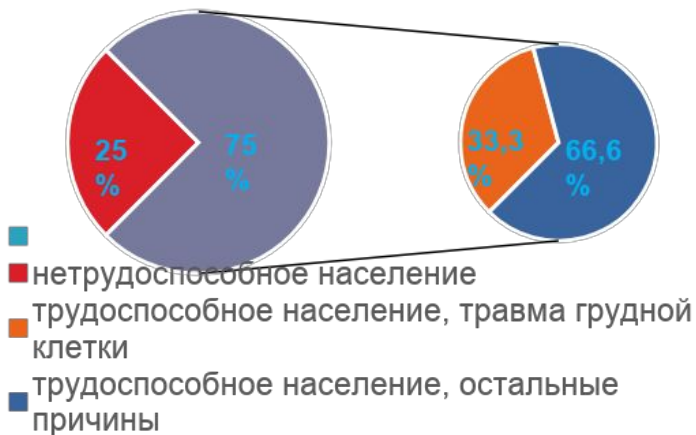 25
%
75
%
33,3
%
66,6
%
нетрудоспособное население
трудоспособное население, травма грудной
клетки
трудоспособное население, остальные
причины